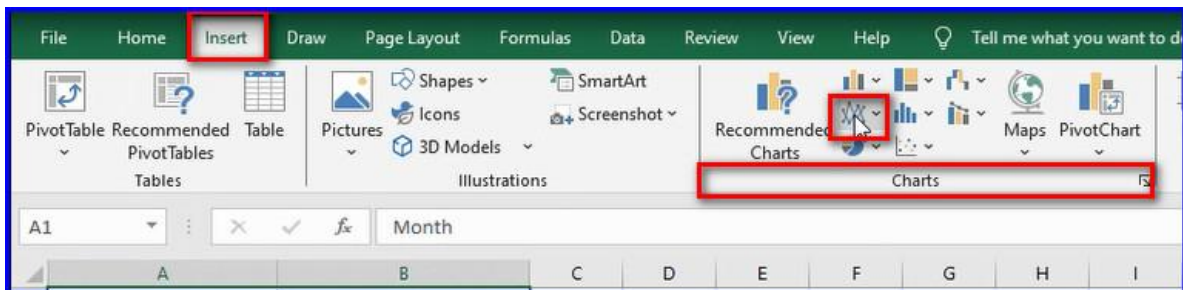 File Home Insert Draw Page Layout Formulas Data Review View Help Tell me what you want to d
PivotTable Recommended PivotTables Table
Tables
Pictures Shapes Icons 3D Models SmartArt Screenshot
Illustrations
Recommended Charts Maps PivotChart
Charts
A1 fx Month
A B C D E F G H I